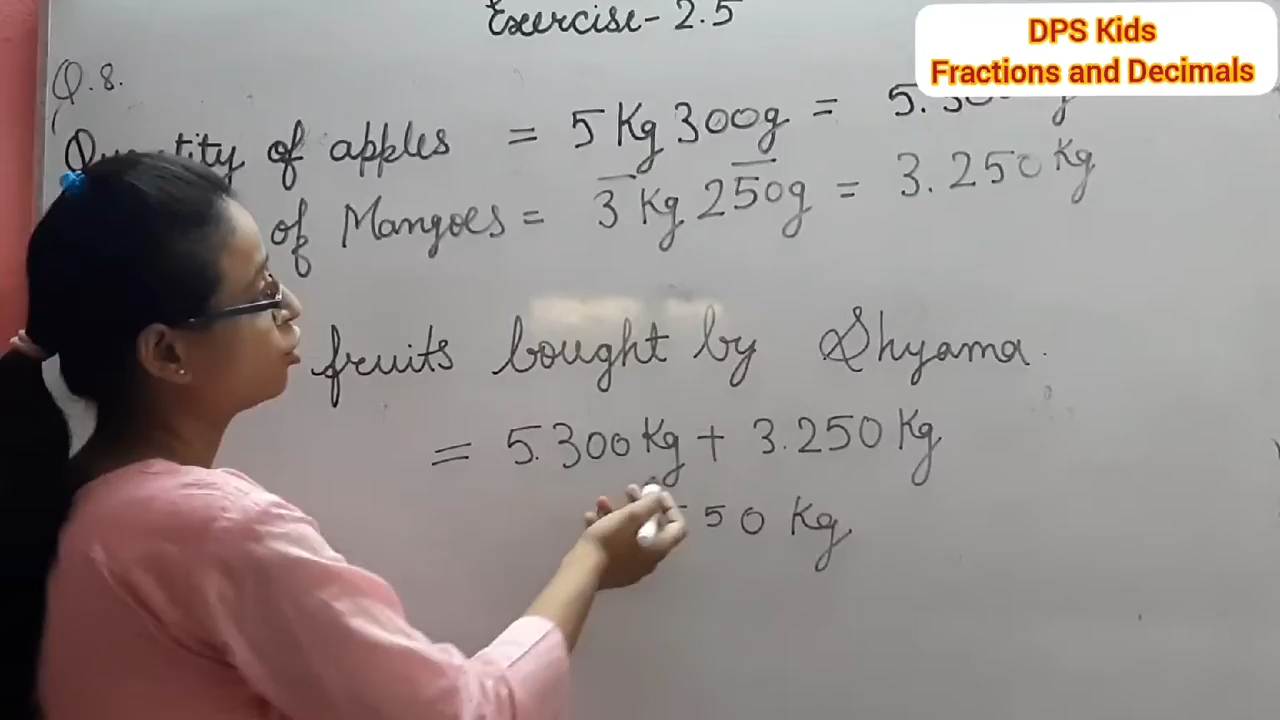 Exercise-2.5
DPS Kids
Fractions and Decimals
Q.8.
Quantity of apples = 5 Kg 300g =
of Mangoes = 3 Kg 250g = 3.250 Kg
fruits bought by Shyama.
= 5.300 Kg + 3.250 Kg
50 Kg